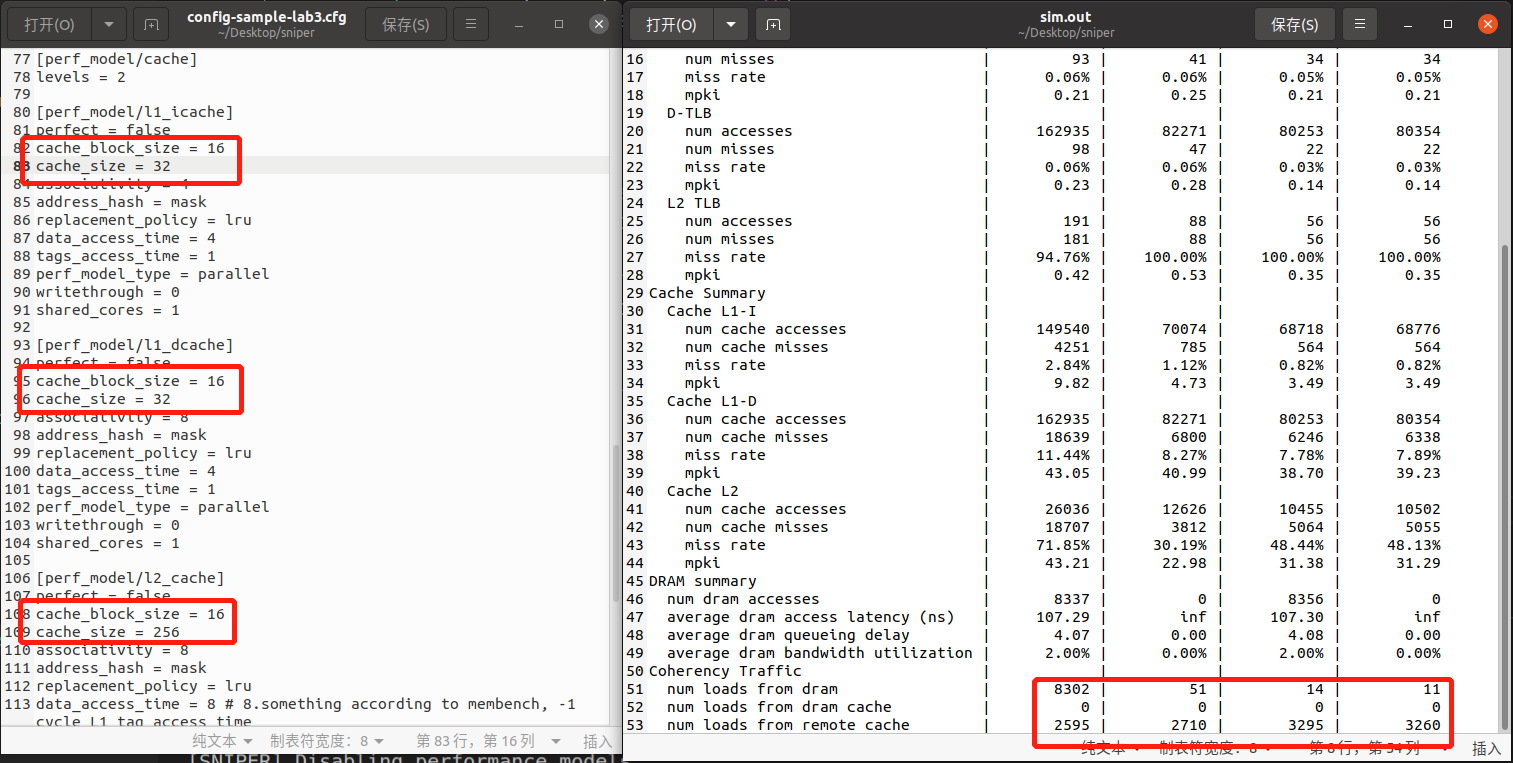 打开(O)
config-sample-lab3.cfg
~/Desktop/sniper
保存(S)
77 [perf_model/cache]
78 levels = 2
79
80 [perf_model/l1_icache]
81 perfect = false
82 cache_block_size = 16
83 cache_size = 32
84 associativity = 4
85 address_hash = mask
86 replacement_policy = lru
87 data_access_time = 4
88 tags_access_time = 1
89 perf_model_type = parallel
90 writethrough = 0
91 shared_cores = 1
92
93 [perf_model/l1_dcache]
94 perfect = false
95 cache_block_size = 16
96 cache_size = 32
97 associativity = 8
98 address_hash = mask
99 replacement_policy = lru
100 data_access_time = 4
101 tags_access_time = 1
102 perf_model_type = parallel
103 writethrough = 0
104 shared_cores = 1
105
106 [perf_model/l2_cache]
107 perfect = false
108 cache_block_size = 16
109 cache_size = 256
110 associativity = 8
111 address_hash = mask
112 replacement_policy = lru
113 data_access_time = 8 # 8.something according to membench, -1
cycle L1 tag access time
纯文本 制表符宽度：8 第 83 行，第 16 列 插入
[SNIPER] Disabling performance model
打开(O)
sim.out
~/Desktop/sniper
保存(S)
16 num misses | 93 | 41 | 34 | 34
17 miss rate | 0.06% | 0.06% | 0.05% | 0.05%
18 mpki | 0.21 | 0.25 | 0.21 | 0.21
19 D-TLB | | | |
20 num accesses | 162935 | 82271 | 80253 | 80354
21 num misses | 98 | 47 | 22 | 22
22 miss rate | 0.06% | 0.06% | 0.03% | 0.03%
23 mpki | 0.23 | 0.28 | 0.14 | 0.14
24 L2 TLB | | | |
25 num accesses | 191 | 88 | 56 | 56
26 num misses | 181 | 88 | 56 | 56
27 miss rate | 94.76% | 100.00% | 100.00% | 100.00%
28 mpki | 0.42 | 0.53 | 0.35 | 0.35
29 Cache Summary | | | |
30 Cache L1-I | | | |
31 num cache accesses | 149540 | 70074 | 68718 | 68776
32 num cache misses | 4251 | 785 | 564 | 564
33 miss rate | 2.84% | 1.12% | 0.82% | 0.82%
34 mpki | 9.82 | 4.73 | 3.49 | 3.49
35 Cache L1-D | | | |
36 num cache accesses | 162935 | 82271 | 80253 | 80354
37 num cache misses | 18639 | 6800 | 6246 | 6338
38 miss rate | 11.44% | 8.27% | 7.78% | 7.89%
39 mpki | 43.05 | 40.99 | 38.70 | 39.23
40 Cache L2 | | | |
41 num cache accesses | 26036 | 12626 | 10455 | 10502
42 num cache misses | 18707 | 3812 | 5064 | 5055
43 miss rate | 71.85% | 30.19% | 48.44% | 48.13%
44 mpki | 43.21 | 22.98 | 31.38 | 31.29
45 DRAM summary | | | |
46 num dram accesses | 8337 | 0 | 8356 | 0
47 average dram access latency (ns) | 107.29 | inf | 107.30 | inf
48 average dram queueing delay | 4.07 | 0.00 | 4.08 | 0.00
49 average dram bandwidth utilization | 2.00% | 0.00% | 2.00% | 0.00%
50 Coherency Traffic | | | |
51 num loads from dram | 8302 | 51 | 14 | 11
52 num loads from dram cache | 0 | 0 | 0 | 0
53 num loads from remote cache | 2595 | 2710 | 3295 | 3260
纯文本 制表符宽度：8 行，第 54 列 插入